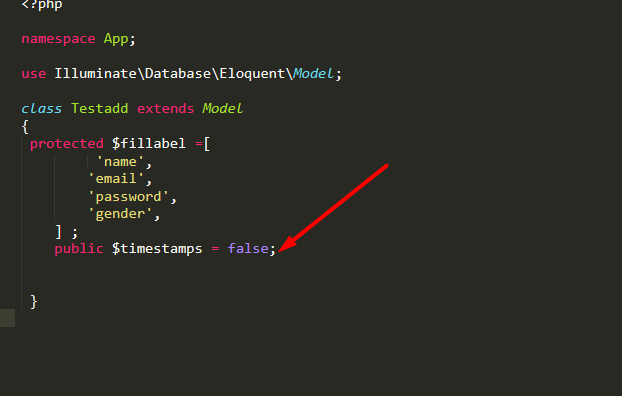 <?php
namespace App;
use Illuminate\Database\Eloquent\Model;
class Testadd extends Model
{
protected $fillabel =[
'name',
'email',
'password',
'gender',
] ;
public $timestamps = false;
}